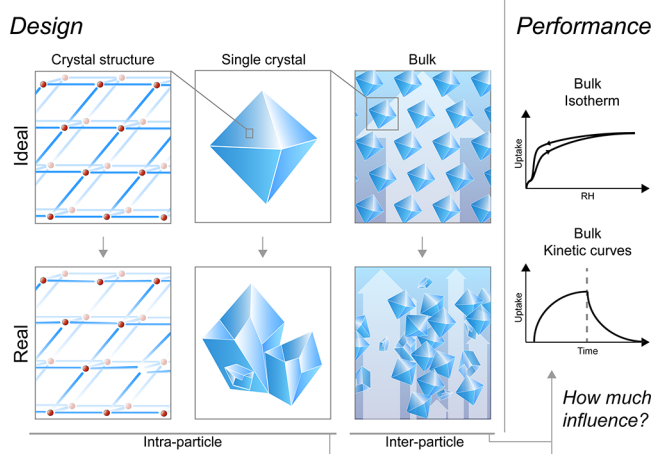 Design
Performance
Crystal structure
Single crystal
Bulk
Ideal
Real
Bulk
Isotherm
Uptake
RH
Bulk
Kinetic curves
Uptake
Time
How much
influence?
Intra-particle
Inter-particle